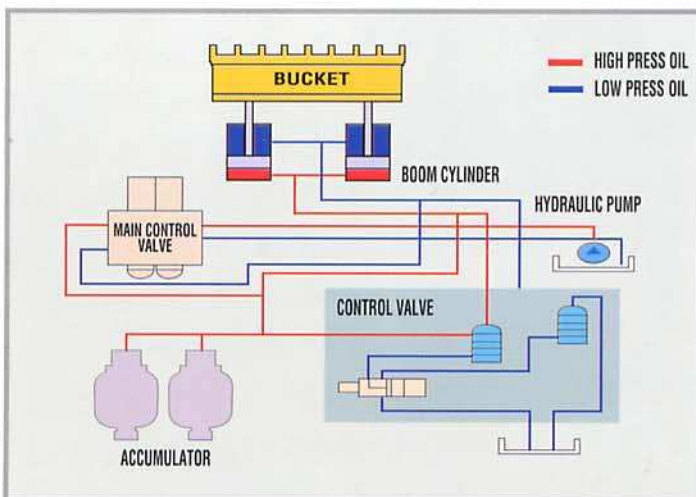 BUCKET
HIGH PRESS OIL
LOW PRESS OIL
BOOM CYLINDER
HYDRAULIC PUMP
MAIN CONTROL
VALVE
CONTROL VALVE
ACCUMULATOR